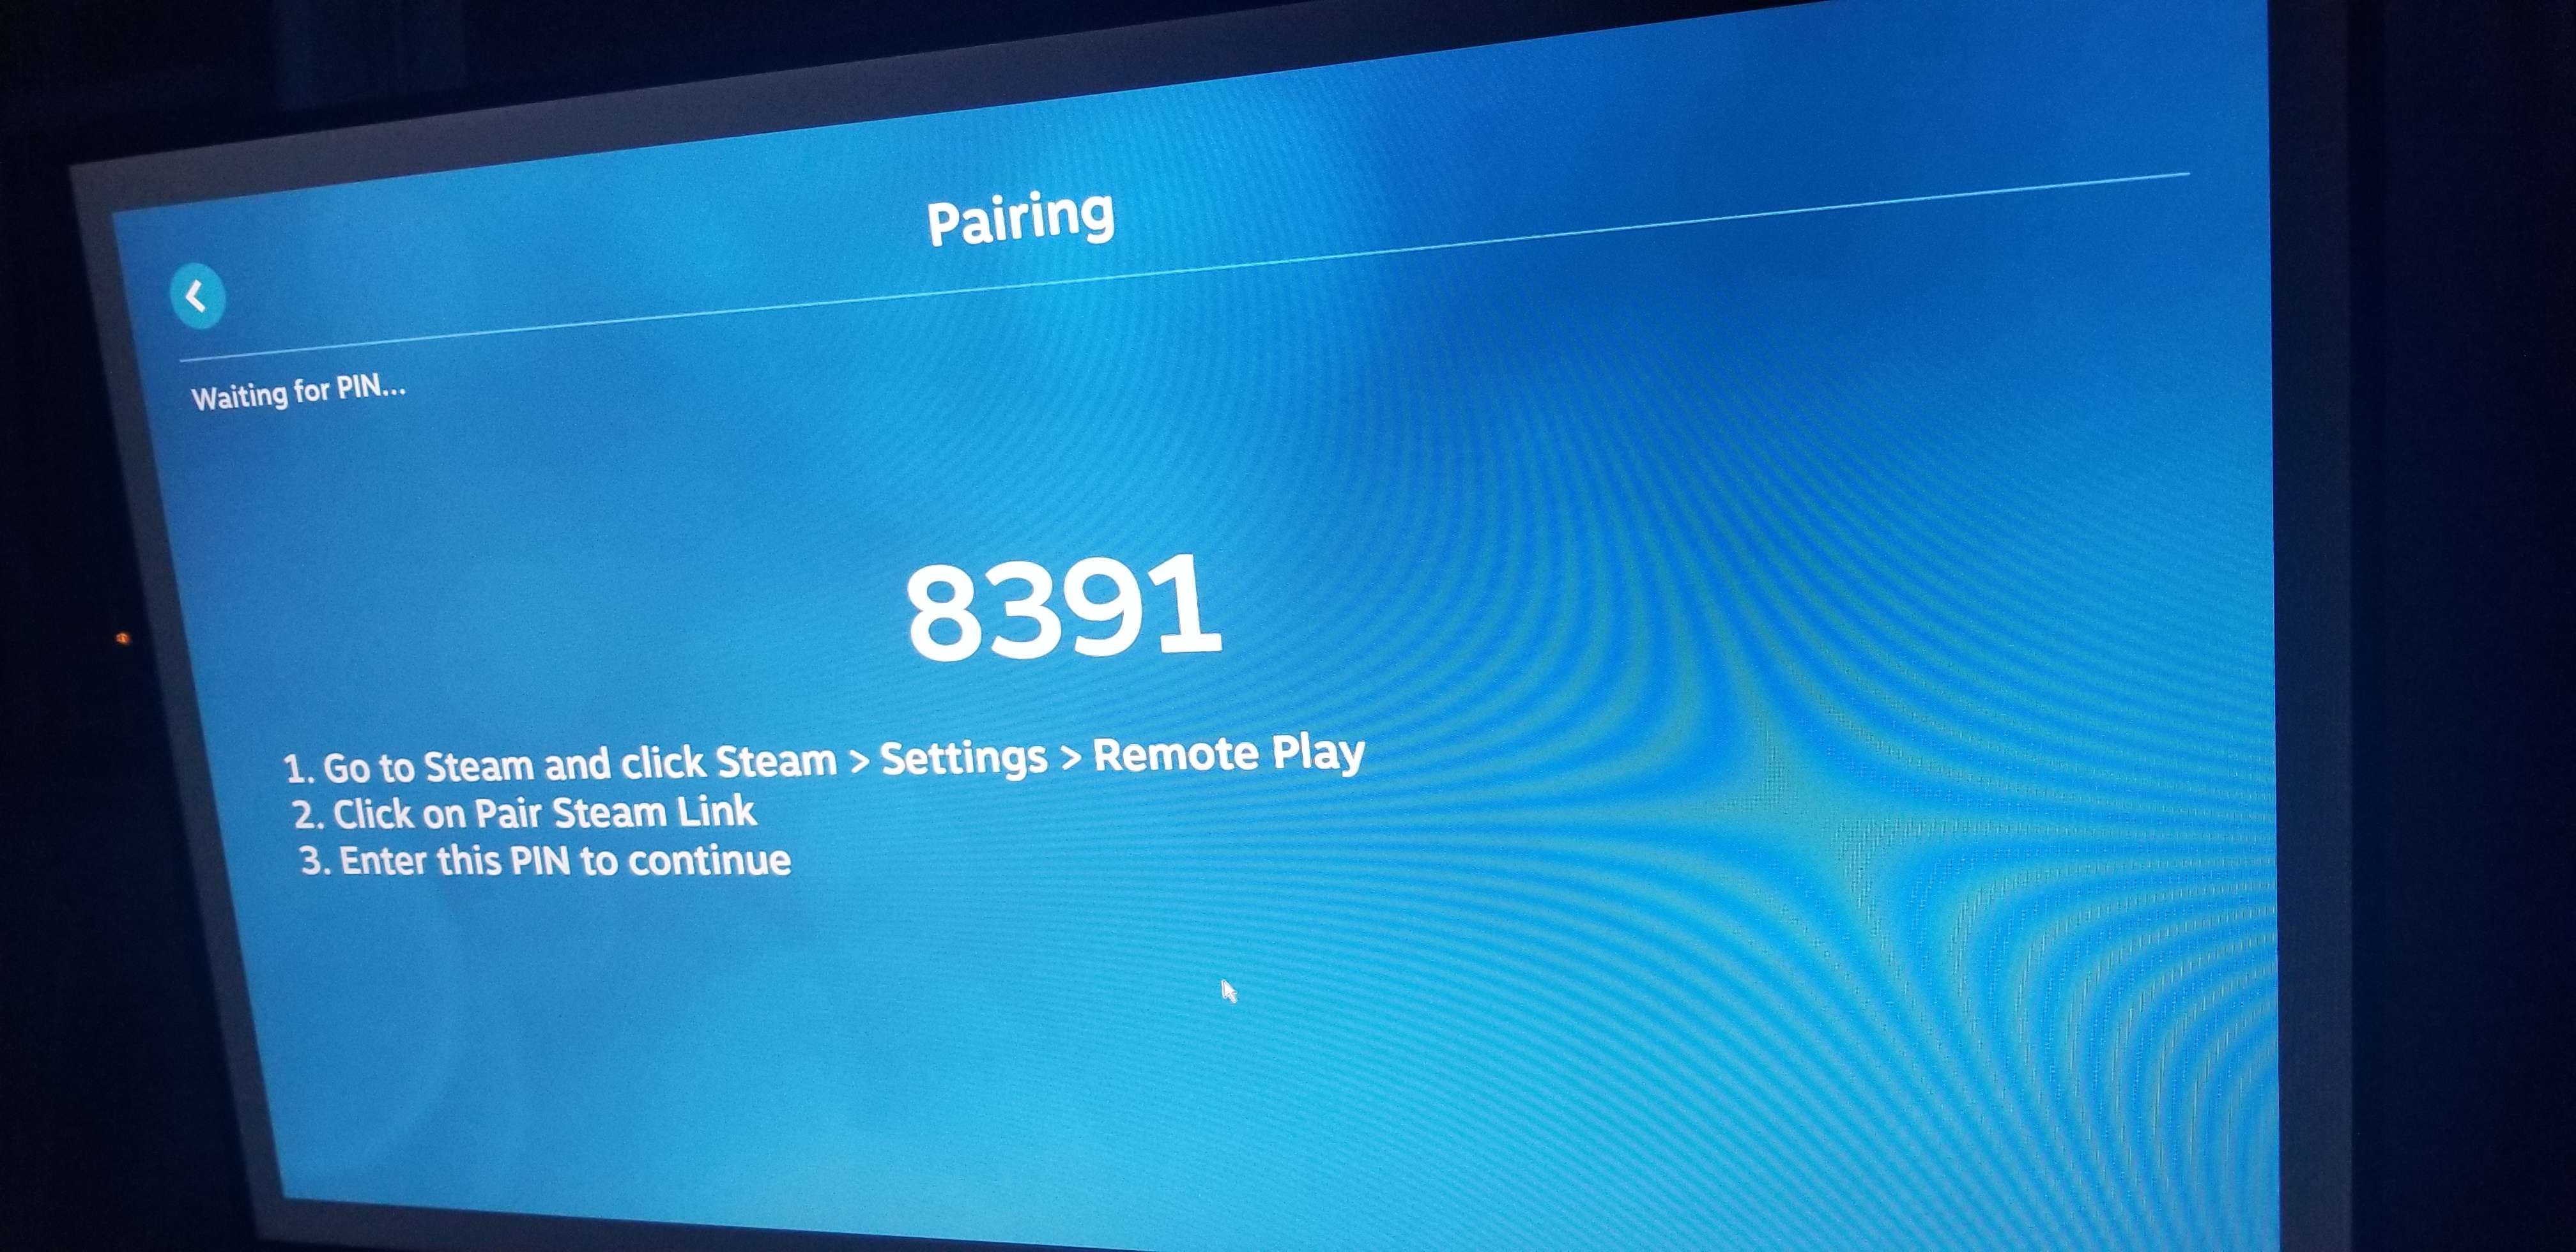 Pairing
Waiting for PIN...
8391
1. Go to Steam and click Steam > Settings > Remote Play
2. Click on Pair Steam Link
3. Enter this PIN to continue